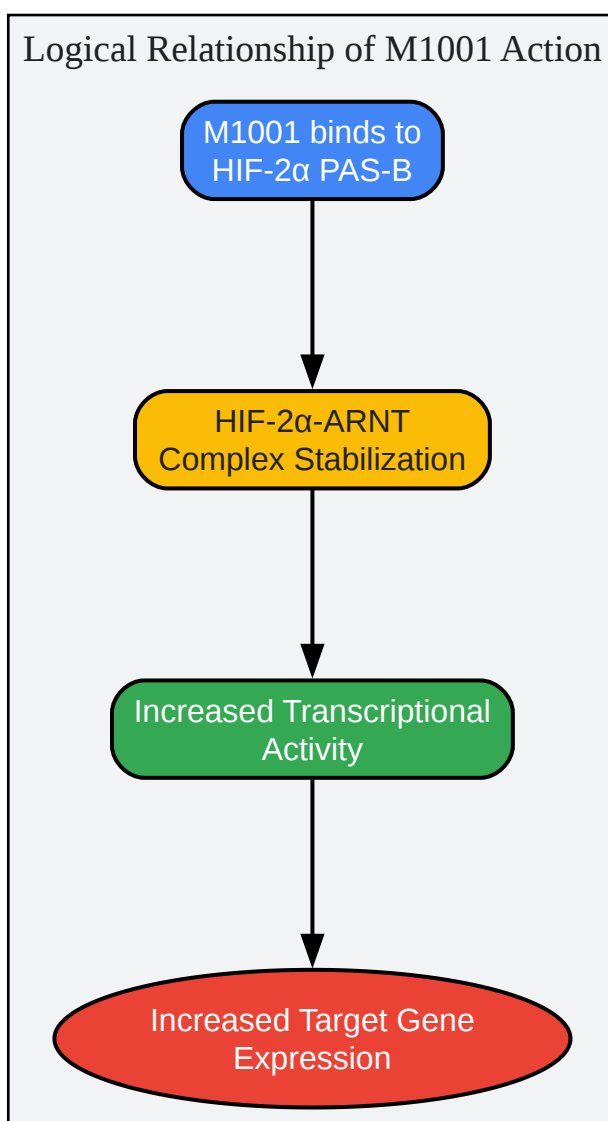 Logical Relationship of M1001 Action
M1001 binds to
HIF-2α PAS-B
HIF-2α-ARNT
Complex Stabilization
Increased Transcriptional
Activity
Increased Target Gene
Expression